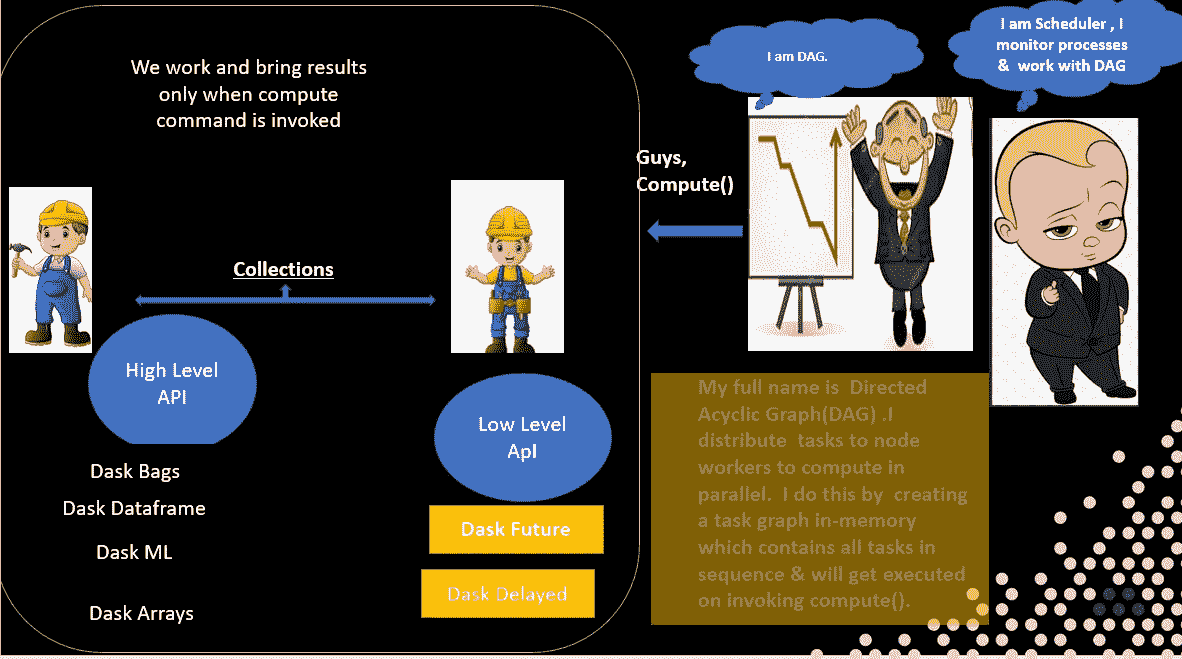 We work and bring results
only when compute
command is invoked
Collections
High Level
API
Dask Bags
Dask Dataframe
Dask ML
Dask Arrays
Low Level
ApI
Dask Future
Dask Delayed
Guys,
Compute()
I am DAG.
I am Scheduler , I
monitor processes
& work with DAG
My full name is Directed
Acyclic Graph(DAG) .I
distribute tasks to node
workers to compute in
parallel. I do this by creating
a task graph in-memory
which contains all tasks in
sequence & will get executed
on invoking compute().